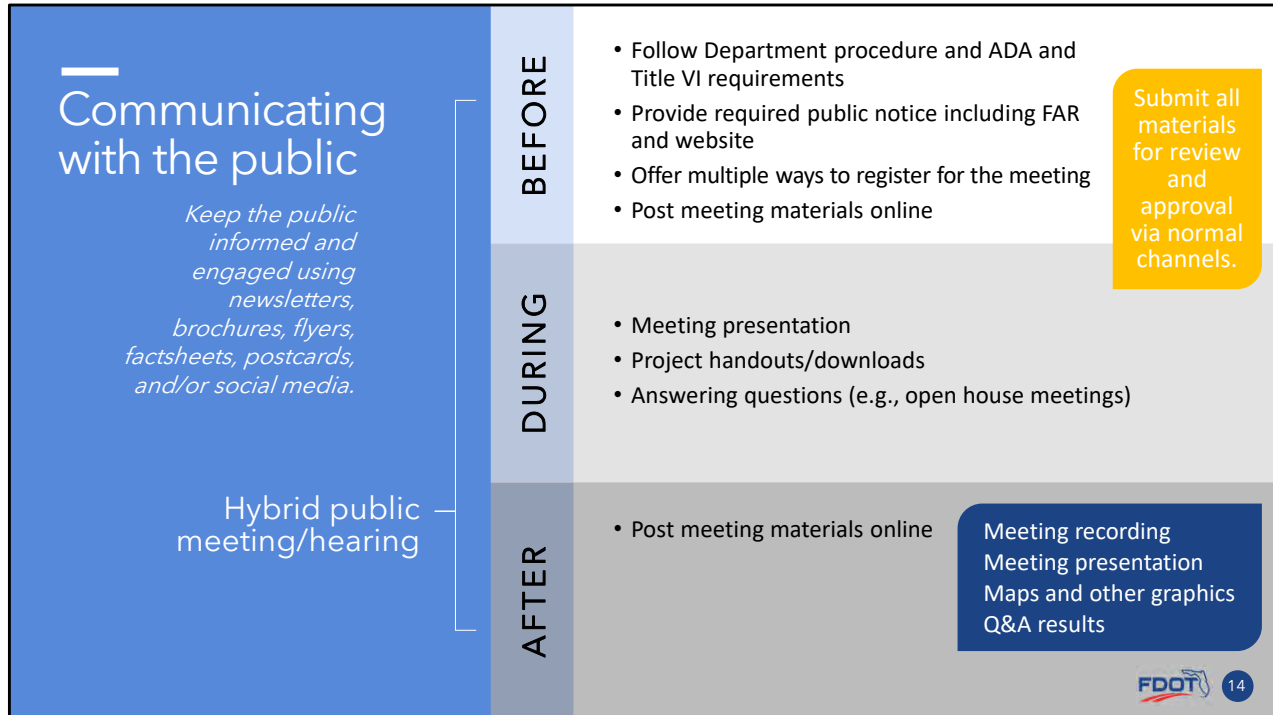 Communicating
with the public
Keep the public
informed and
engaged using
newsletters,
brochures, flyers,
factsheets, postcards,
and/or social media.
Hybrid public
meeting/hearing
BEFORE
• Follow Department procedure and ADA and
Title VI requirements
• Provide required public notice including FAR
and website
• Offer multiple ways to register for the meeting
• Post meeting materials online
Submit all
materials
for review
and
approval
via normal
channels.
DURING
• Meeting presentation
• Project handouts/downloads
• Answering questions (e.g., open house meetings)
AFTER
• Post meeting materials online
Meeting recording
Meeting presentation
Maps and other graphics
Q&A results
FDOT
14